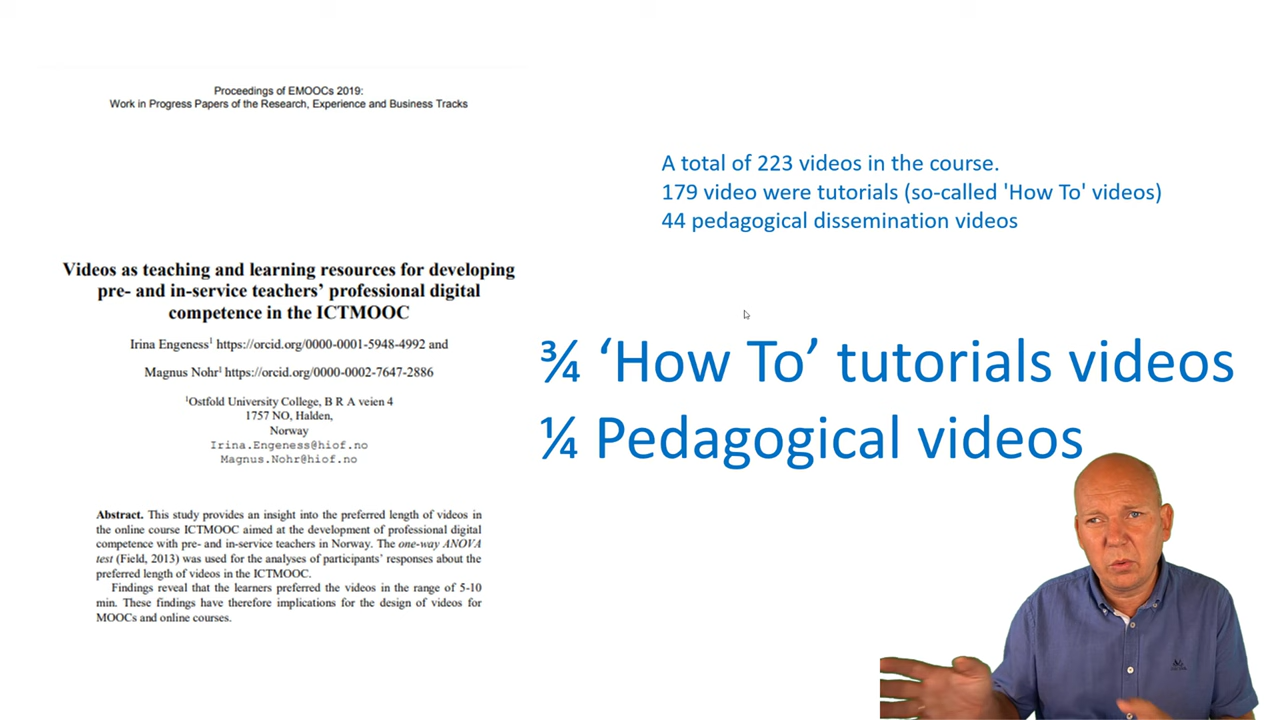 Proceedings of EMOOCs 2019:
Work in Progress Papers of the Research, Experience and Business Tracks
A total of 223 videos in the course.
179 video were tutorials (so-called 'How To' videos)
44 pedagogical dissemination videos
Videos as teaching and learning resources for developing
pre- and in-service teachers’ professional digital
competence in the ICTMOOC
Irina Engeness¹ https://orcid.org/0000-0001-5948-4992 and
Magnus Nohr¹ https://orcid.org/0000-0002-7647-2886
¹Ostfold University College, B R A veien 4
1757 NO, Halden,
Norway
Irina.Engeness@hiof.no
Magnus.Nohr@hiof.no
¾ ‘How To’ tutorials videos
¼ Pedagogical videos
Abstract. This study provides an insight into the preferred length of videos in
the online course ICTMOOC aimed at the development of professional digital
competence with pre- and in-service teachers in Norway. The one-way ANOVA
test (Field, 2013) was used for the analyses of participants’ responses about the
preferred length of videos in the ICTMOOC.
Findings reveal that the learners preferred the videos in the range of 5-10
min. These findings have therefore implications for the design of videos for
MOOCs and online courses.